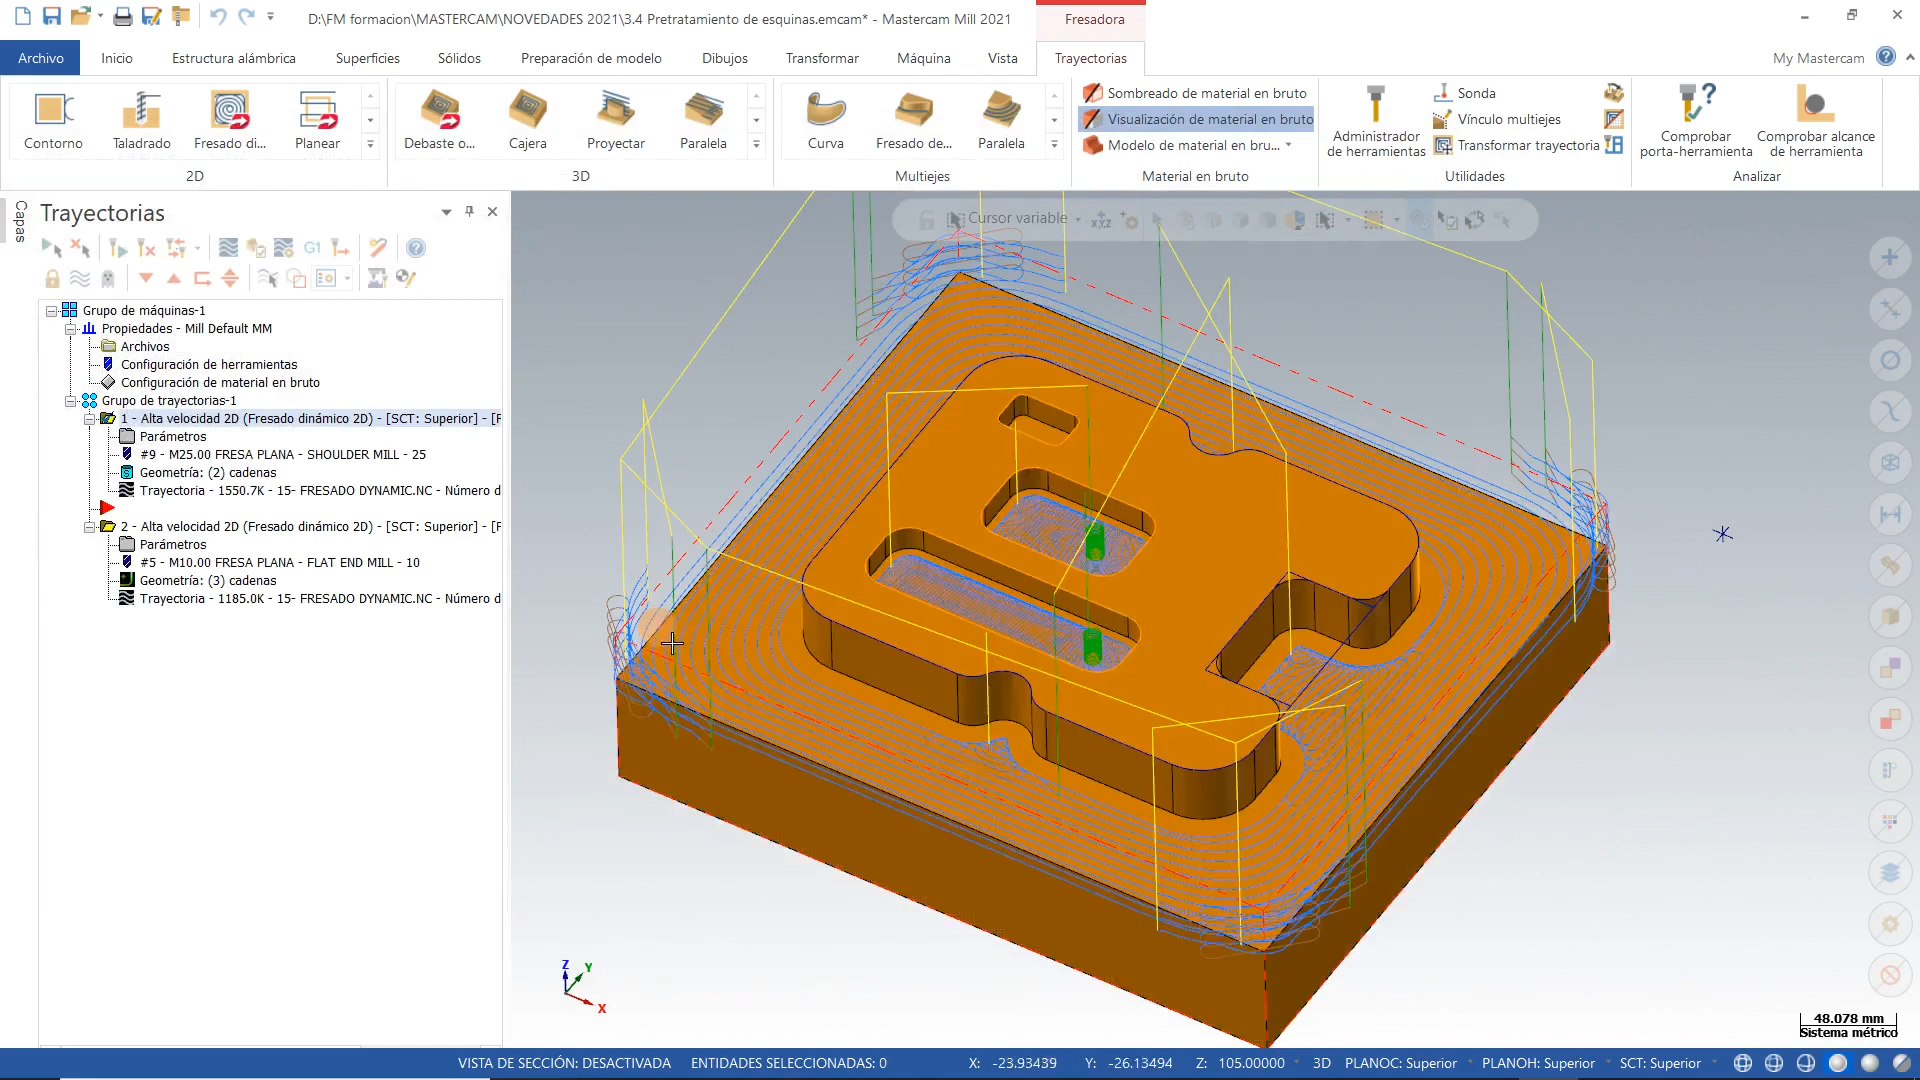 D:\FM formacion\MASTERCAM\NOVEDADES 2021\3.4 Pretratamiento de esquinas.emcam* - Mastercam Mill 2021
Fresadora
Archivo
Inicio
Estructura alámbrica
Superficies
Sólidos
Preparación de modelo
Dibujos
Transformar
Máquina
Vista
Trayectorias
My Mastercam
Contorno
Taladrado
Fresado di...
Planear
2D
Debaste o...
Cajera
Proyectar
Paralela
3D
Curva
Fresado de...
Paralela
Multiejes
Sombreado de material en bruto
Visualización de material en bruto
Modelo de material en bru...
Material en bruto
Administrador de herramientas
Sonda
Vínculo multiejes
Transformar trayectoria
Utilidades
Comprobar porta-herramienta
Comprobar alcance de herramienta
Analizar
Capas
Trayectorias
G1
Cursor variable
Grupo de máquinas-1
Propiedades - Mill Default MM
Archivos
Configuración de herramientas
Configuración de material en bruto
Grupo de trayectorias-1
1 - Alta velocidad 2D (Fresado dinámico 2D) - [SCT: Superior] - [F
Parámetros
#9 - M25.00 FRESA PLANA - SHOULDER MILL - 25
Geometría: (2) cadenas
Trayectoria - 1550.7K - 15- FRESADO DYNAMIC.NC - Número d
2 - Alta velocidad 2D (Fresado dinámico 2D) - [SCT: Superior] - [F
Parámetros
#5 - M10.00 FRESA PLANA - FLAT END MILL - 10
Geometría: (3) cadenas
Trayectoria - 1185.0K - 15- FRESADO DYNAMIC.NC - Número d
Z
Y
X
48.078 mm
Sistema métrico
VISTA DE SECCIÓN: DESACTIVADA ENTIDADES SELECCIONADAS: 0 X: -23.93439 Y: -26.13494 Z: 105.00000 3D PLANOC: Superior PLANOH: Superior SCT: Superior